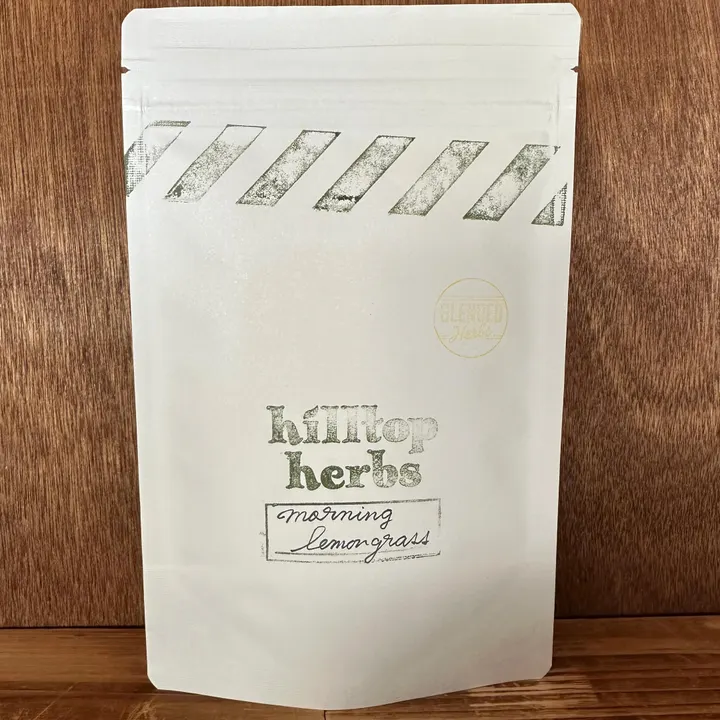 BLENDED
Herbs
hilltop
herbs
morning
lemongrass